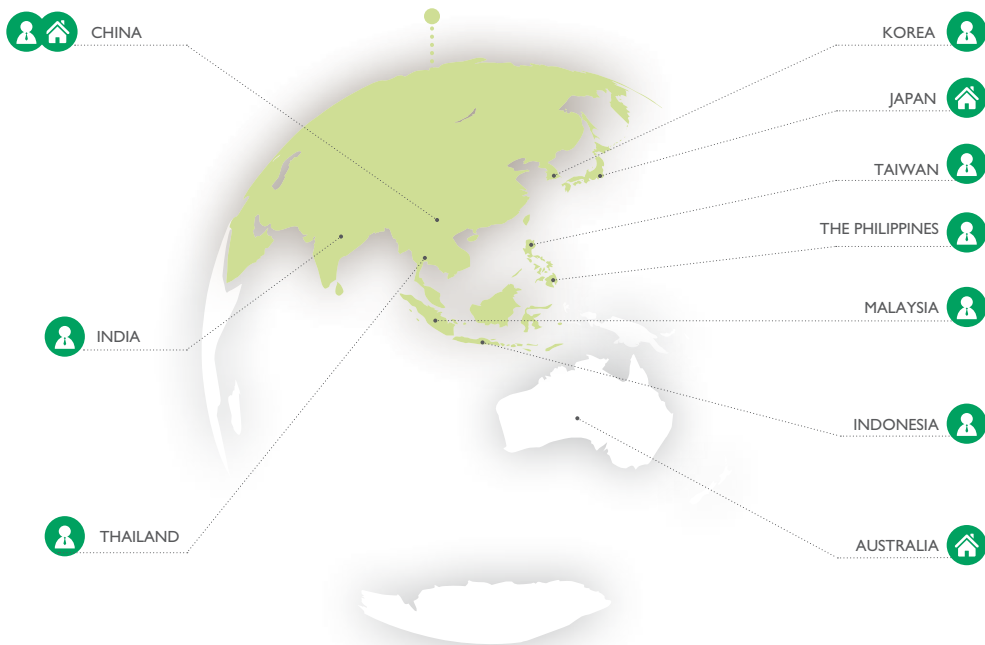 CHINA
KOREA
JAPAN
TAIWAN
THE PHILIPPINES
MALAYSIA
INDIA
INDONESIA
THAILAND
AUSTRALIA